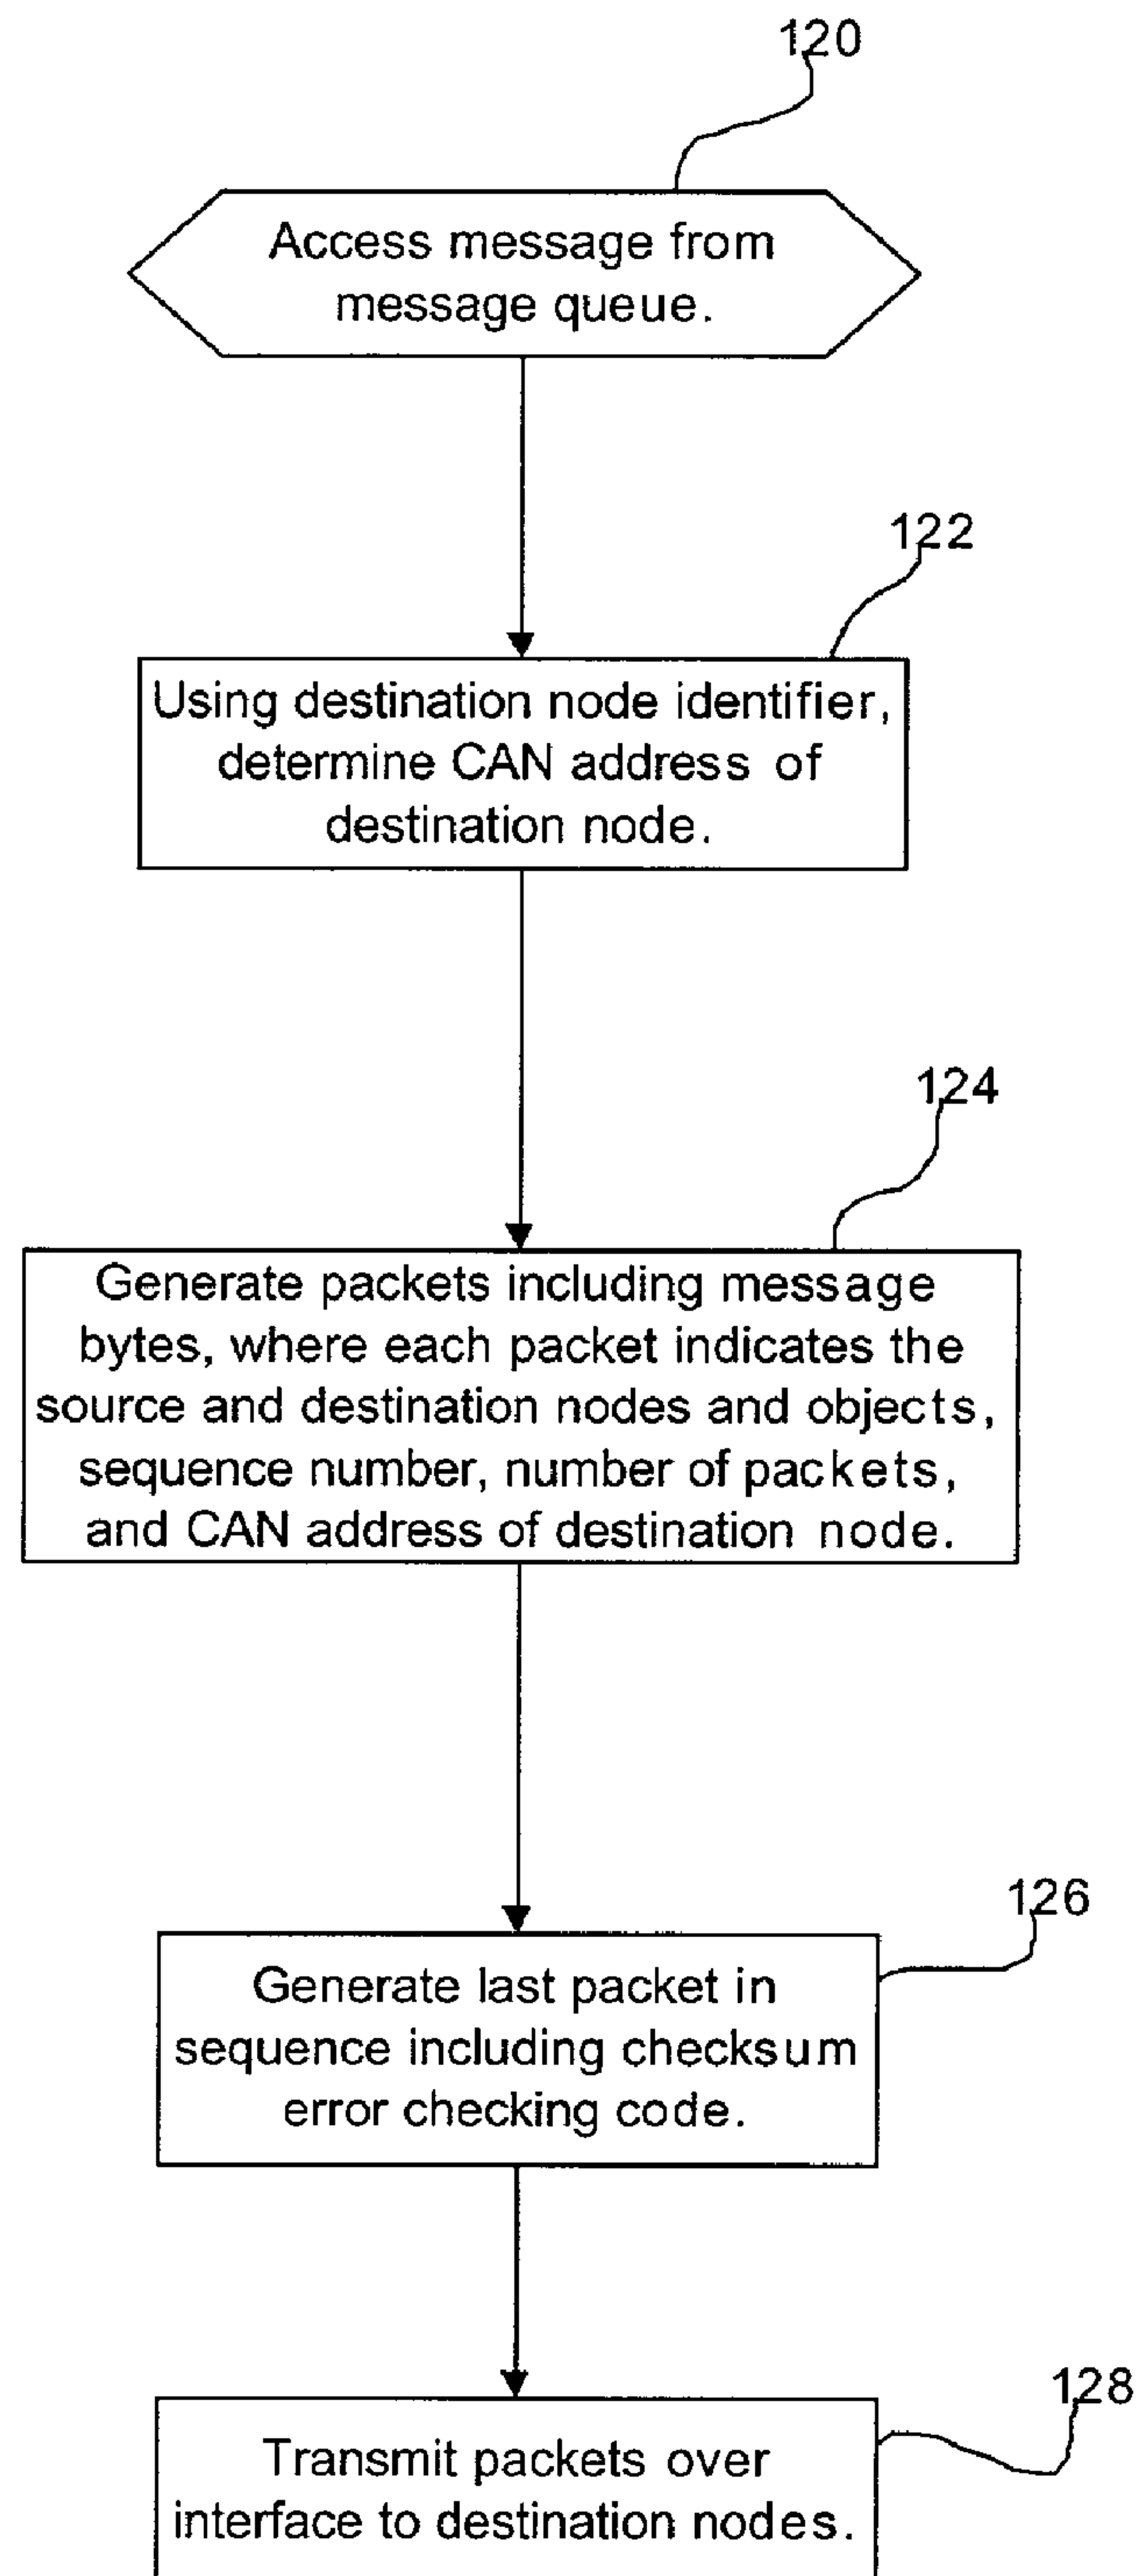 120
Access message from
message queue.
122
Using destination node identifier,
determine CAN address of
destination node.
124
Generate packets including message
bytes, where each packet indicates the
source and destination nodes and objects,
sequence number, number of packets,
and CAN address of destination node.
126
Generate last packet in
sequence including checksum
error checking code.
128
Transmit packets over
interface to destination nodes.